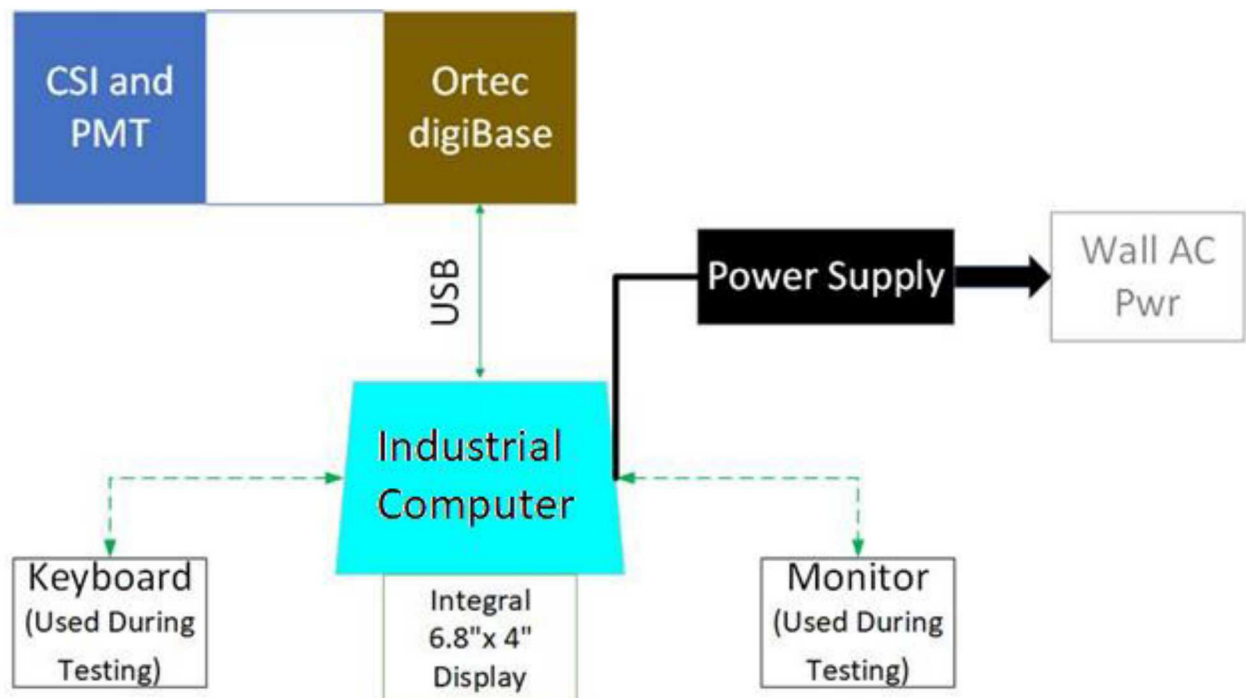 CSI and
PMT
Ortec
digiBase
USB
Power Supply
Wall AC
Pwr
Industrial
Computer
Keyboard
(Used During
Testing)
Integral
6.8"x 4"
Display
Monitor
(Used During
Testing)